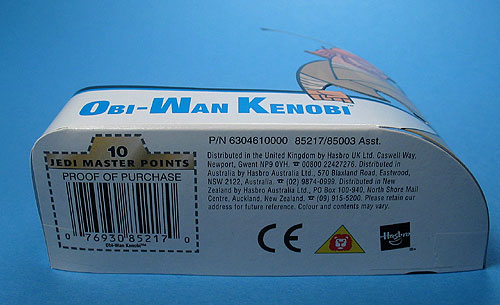 OBI-WAN KENOBI
P/N 6304610000 85217/85003 Asst.
10
JEDI MASTER POINTS
PROOF OF PURCHASE
0 76930 85217 0
Obi-Wan Kenobi™
Distributed in the United Kingdom by Hasbro UK Ltd. Caswell Way,
Newport, Gwent NP9 0YH. ☎ 00800 22427276. Distributed in
Australia by Hasbro Australia Ltd., 570 Blaxland Road, Eastwood,
NSW 2122, Australia. ☎ (02) 9874-0999. Distributed in New
Zealand by Hasbro Australia Ltd., PO Box 100-940, North Shore Mail
Centre, Auckland, New Zealand. ☎ (09) 915-5200. Please retain our
address for future reference. Colour and contents may vary.
CE
Hasbro